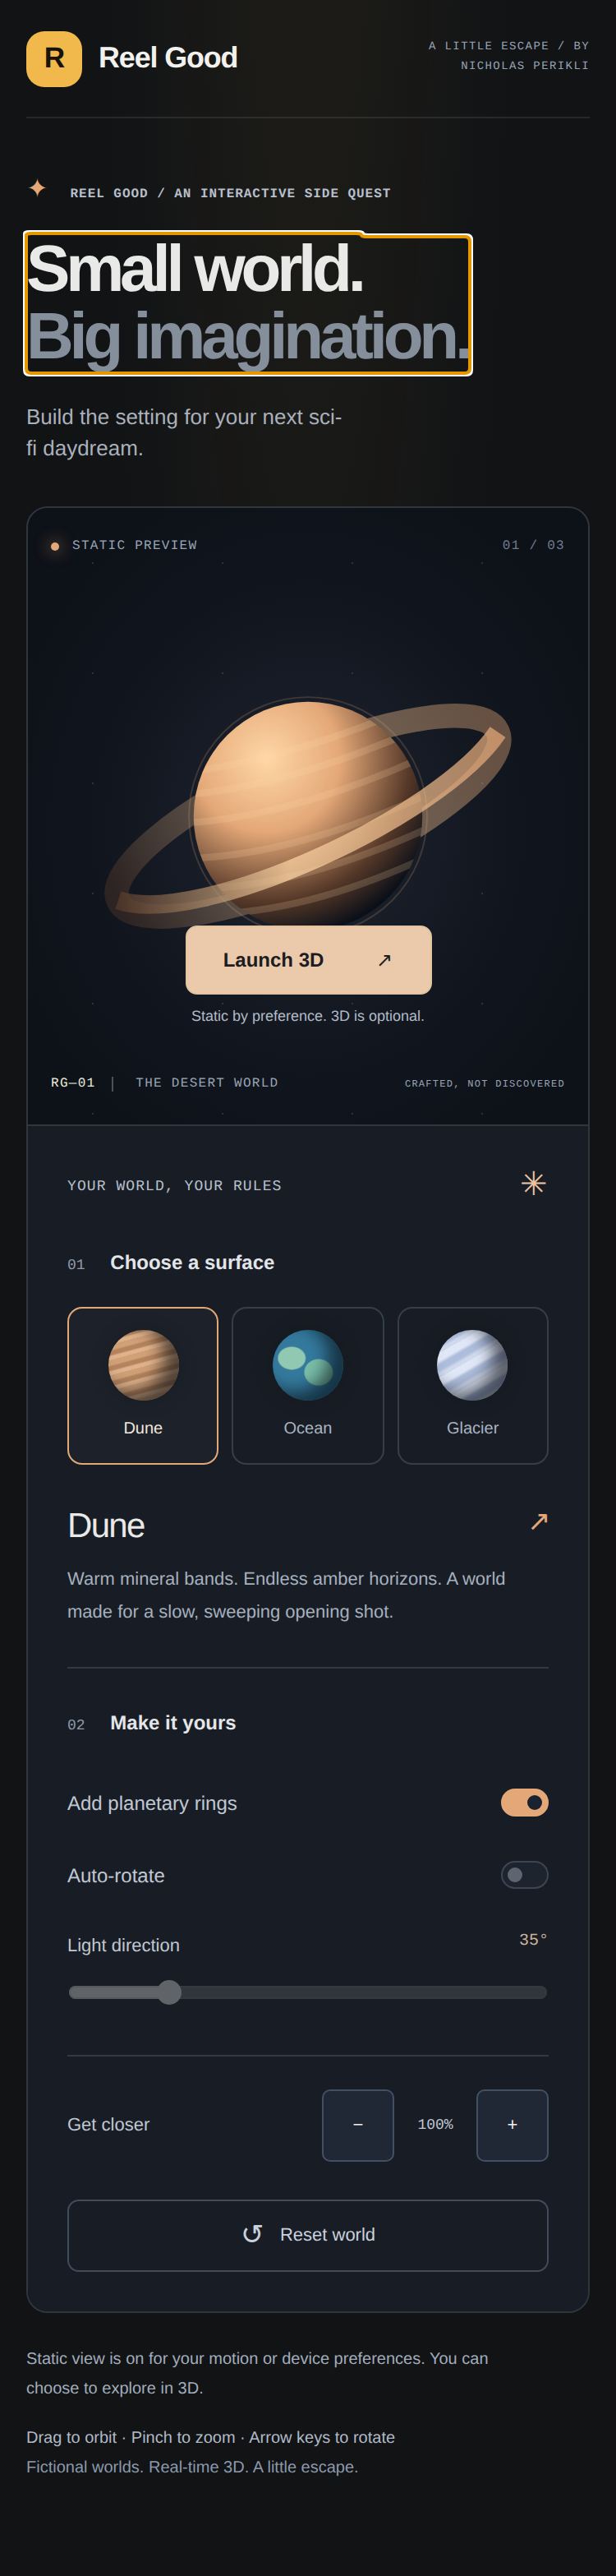 R
Reel Good
A LITTLE ESCAPE / BY
NICHOLAS PERIKLI
REEL GOOD / AN INTERACTIVE SIDE QUEST
Small world.
Big imagination.
Build the setting for your next sci-
fi daydream.
STATIC PREVIEW
01 / 03
Launch 3D ↗
Static by preference. 3D is optional.
RG—01 | THE DESERT WORLD
CRAFTED, NOT DISCOVERED
YOUR WORLD, YOUR RULES
01 Choose a surface
Dune
Ocean
Glacier
Dune ↗
Warm mineral bands. Endless amber horizons. A world
made for a slow, sweeping opening shot.
02 Make it yours
Add planetary rings
Auto-rotate
Light direction 35°
Get closer − 100% +
↺ Reset world
Static view is on for your motion or device preferences. You can
choose to explore in 3D.
Drag to orbit · Pinch to zoom · Arrow keys to rotate
Fictional worlds. Real-time 3D. A little escape.